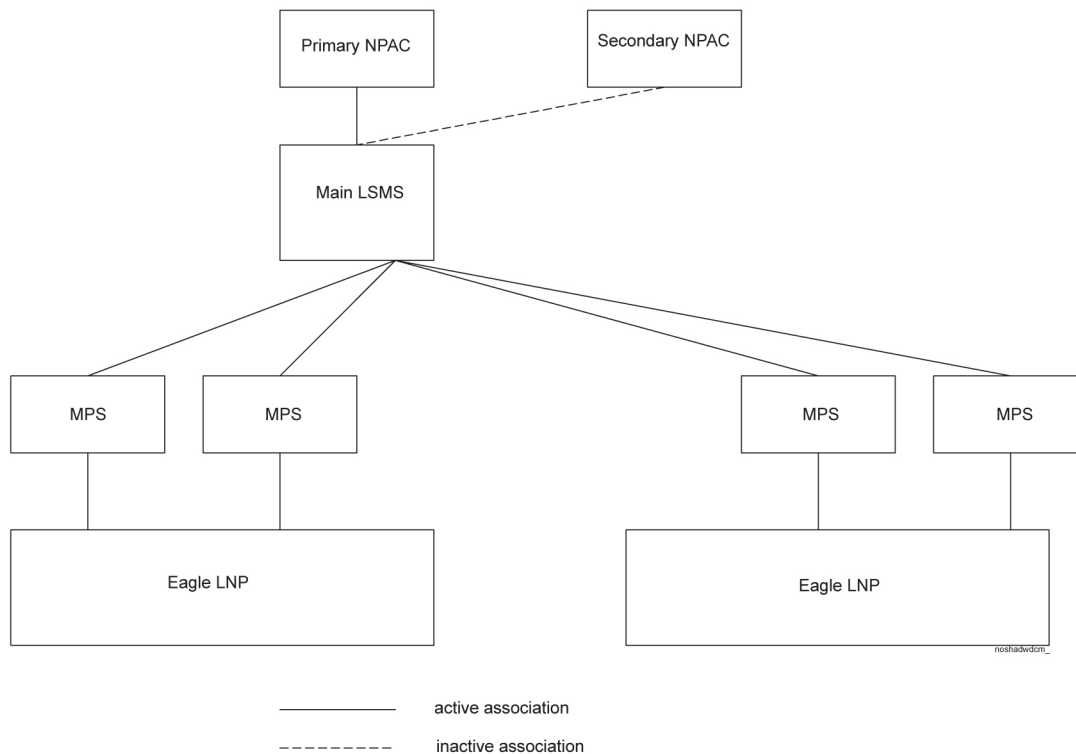 Primary NPAC
Secondary NPAC
Main LSMS
MPS
MPS
MPS
MPS
Eagle LNP
Eagle LNP
noshadwdcm_
active association
inactive association